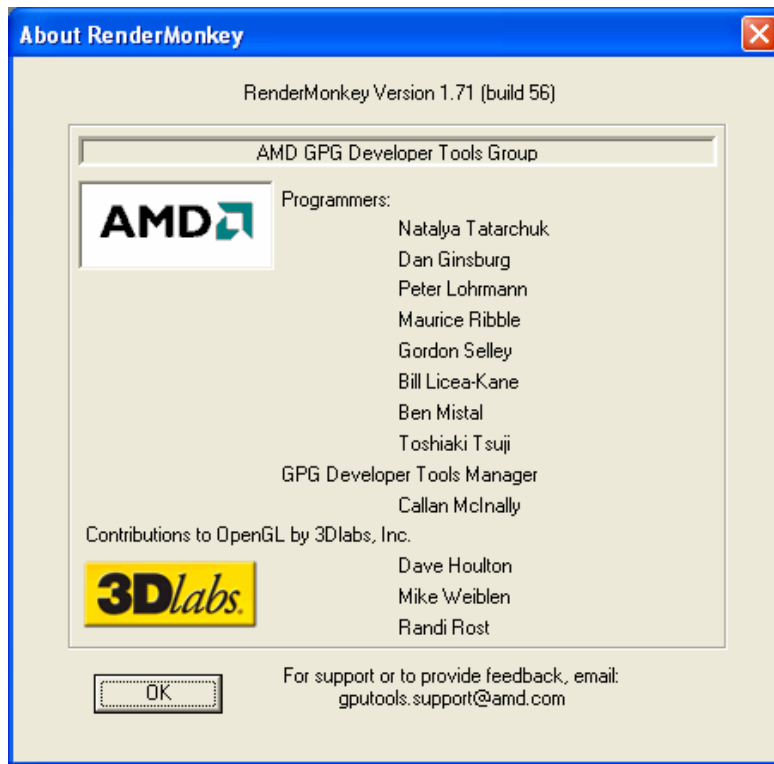 About RenderMonkey
RenderMonkey Version 1.71 (build 56)
AMD GPG Developer Tools Group
AMD
Programmers:
Natalya Tatarchuk
Dan Ginsburg
Peter Lohrmann
Maurice Ribble
Gordon Selley
Bill Licea-Kane
Ben Mistal
Toshiaki Tsuji
GPG Developer Tools Manager
Callan McInally
Contributions to OpenGL by 3Dlabs, Inc.
3Dlabs.
Dave Houlton
Mike Weiblen
Randi Rost
OK
For support or to provide feedback, email:
gputools.support@amd.com